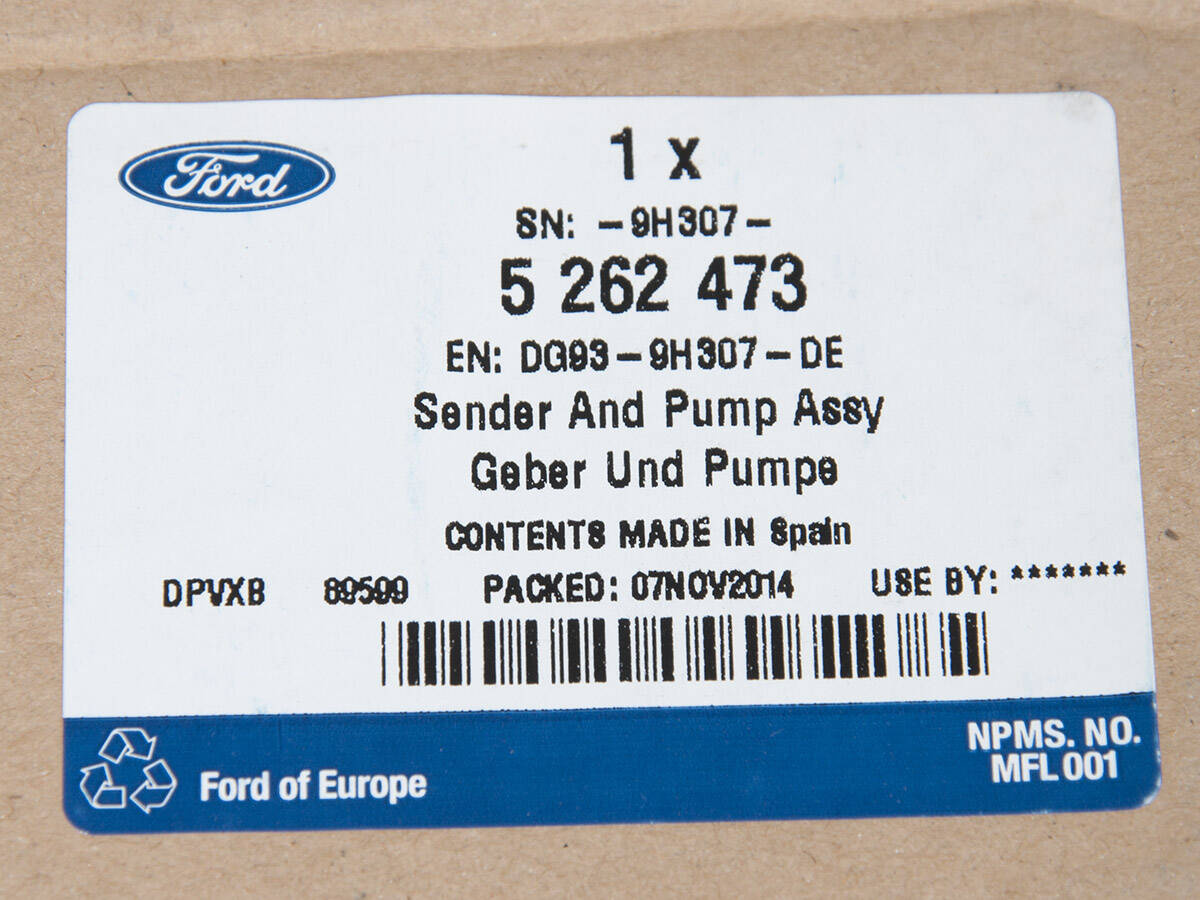 Ford
1 x
SN: -9H307-
5 262 473
EN: DG93-9H307-DE
Sender And Pump Assy
Geber Und Pumpe
CONTENTS MADE IN Spain
DPVXB 89599 PACKED: 07NOV2014 USE BY: *******
Ford of Europe
NPMS. NO.
MFL 001